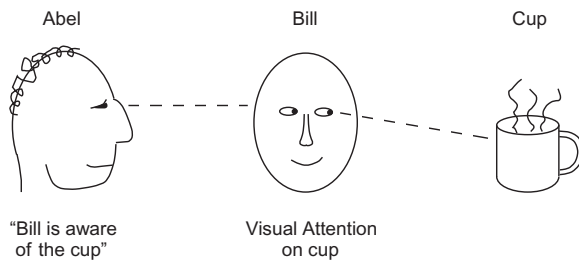 Abel
Bill
Cup
“Bill is aware
of the cup”
Visual Attention
on cup